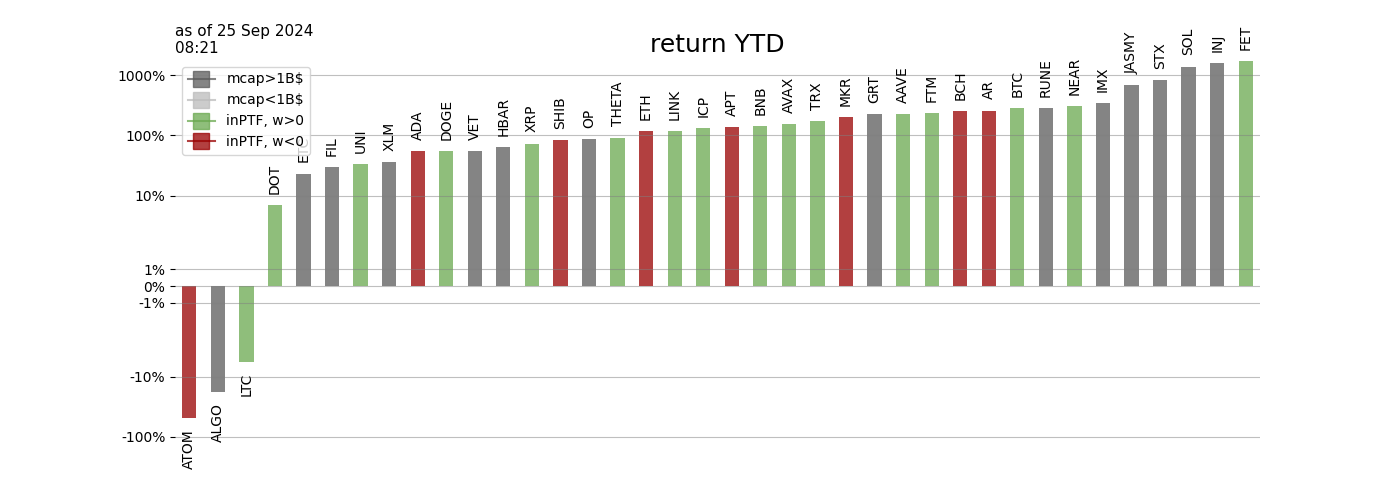 as of 25 Sep 2024
08:21
return YTD
mcap>1B$
mcap<1B$
inPTF, w>0
inPTF, w<0
1000%
100%
10%
1%
0%
-1%
-10%
-100%
ATOM
ALGO
LTC
DOT
ETC
FIL
UNI
XLM
ADA
DOGE
VET
HBAR
XRP
SHIB
OP
THETA
ETH
LINK
ICP
APT
BNB
AVAX
TRX
MKR
GRT
AAVE
FTM
BCH
AR
BTC
RUNE
NEAR
IMX
JASMY
STX
SOL
INJ
FET